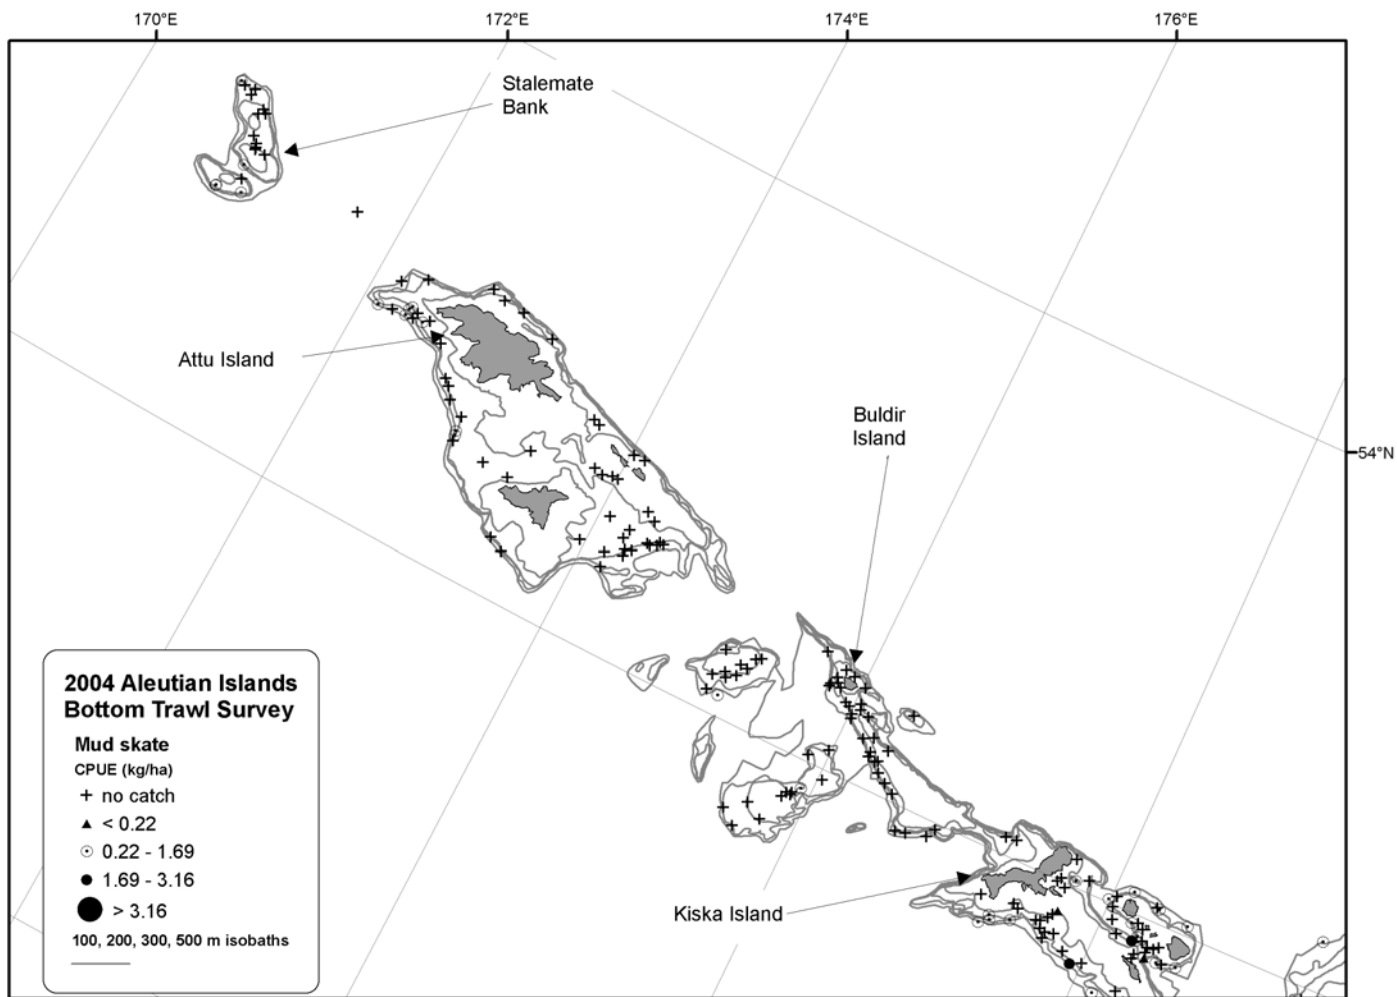 170°E
172°E
174°E
176°E
Stalemate
Bank
Attu Island
Buldir
Island
54°N
Kiska Island
2004 Aleutian Islands
Bottom Trawl Survey
Mud skate
CPUE (kg/ha)
no catch
< 0.22
0.22 - 1.69
1.69 - 3.16
> 3.16
100, 200, 300, 500 m isobaths